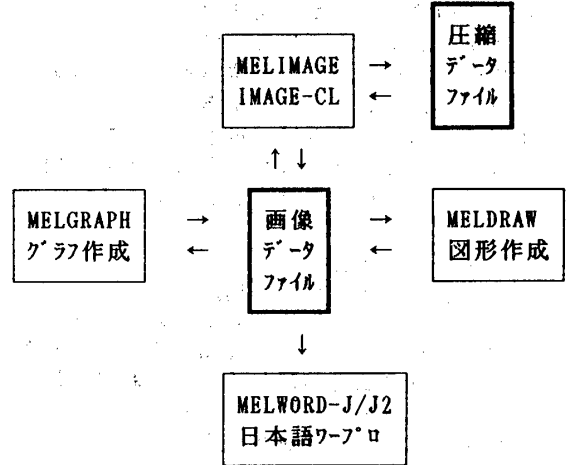 圧縮
データ
ファイル
MELIMAGE
IMAGE-CL
→
←
↑ ↓
MELGRAPH
グラフ作成
→
←
画像
データ
ファイル
→
←
MELDRAW
図形作成
↓
MELWORD-J/J2
日本語ワープロ